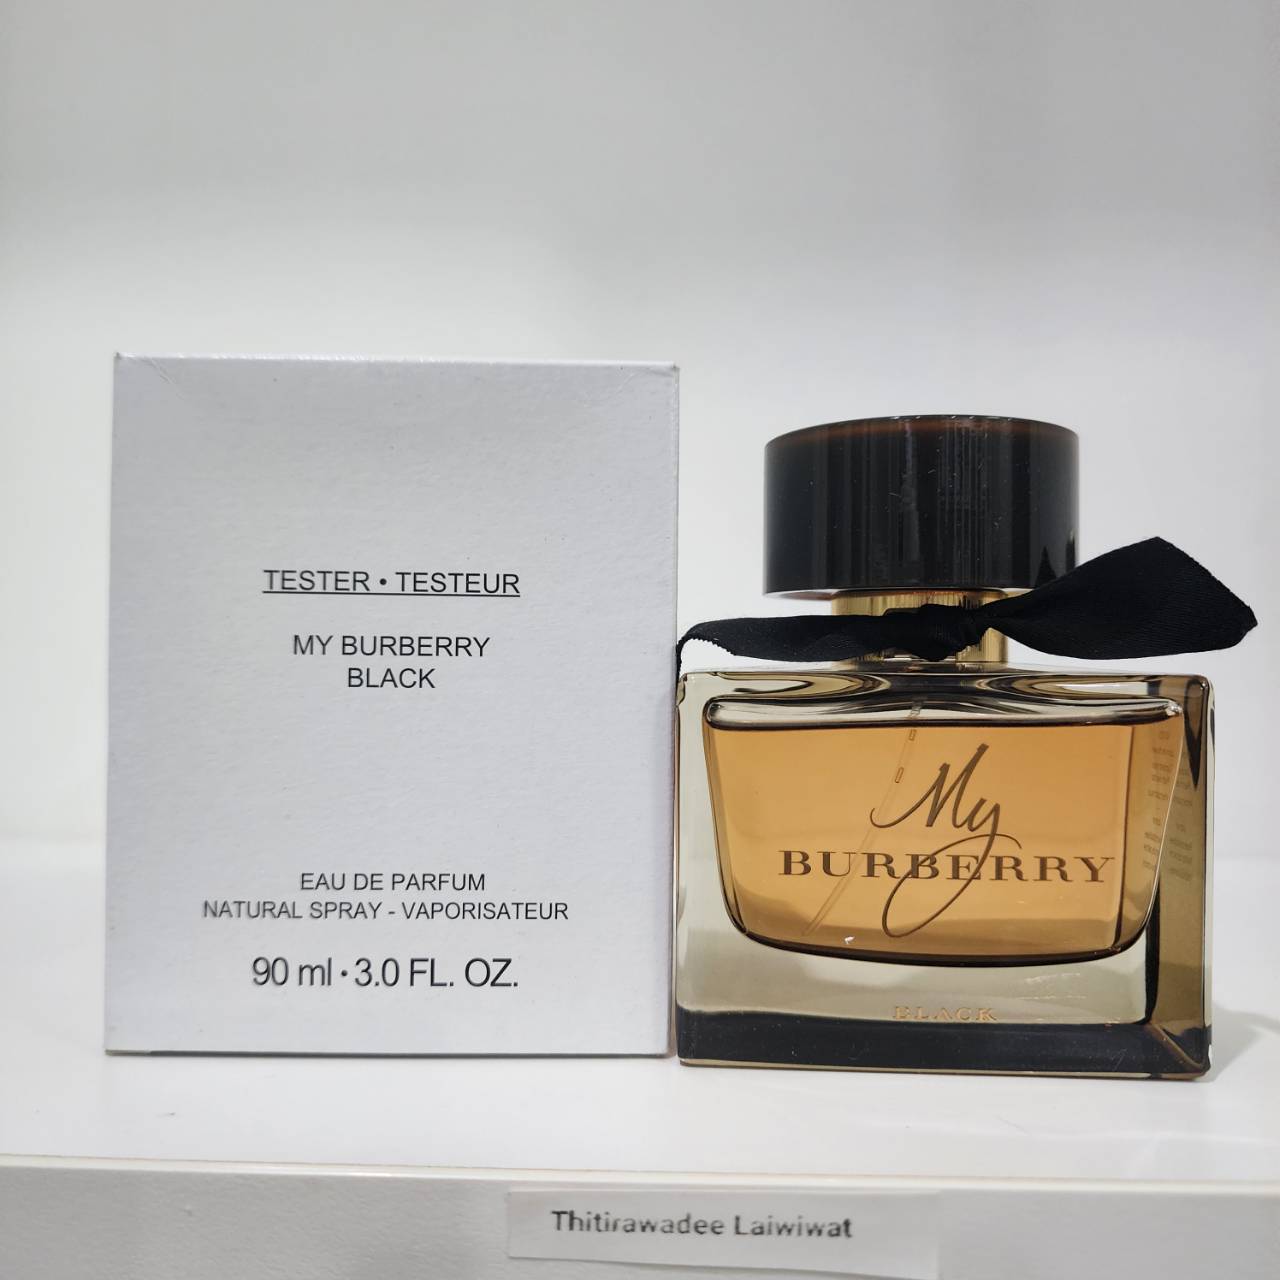 TESTER • TESTEUR
MY BURBERRY
BLACK
EAU DE PARFUM
NATURAL SPRAY - VAPORISATEUR
90 ml • 3.0 FL. OZ.
My
BURBERRY
BLACK
Thitirawadee Laiwiwat